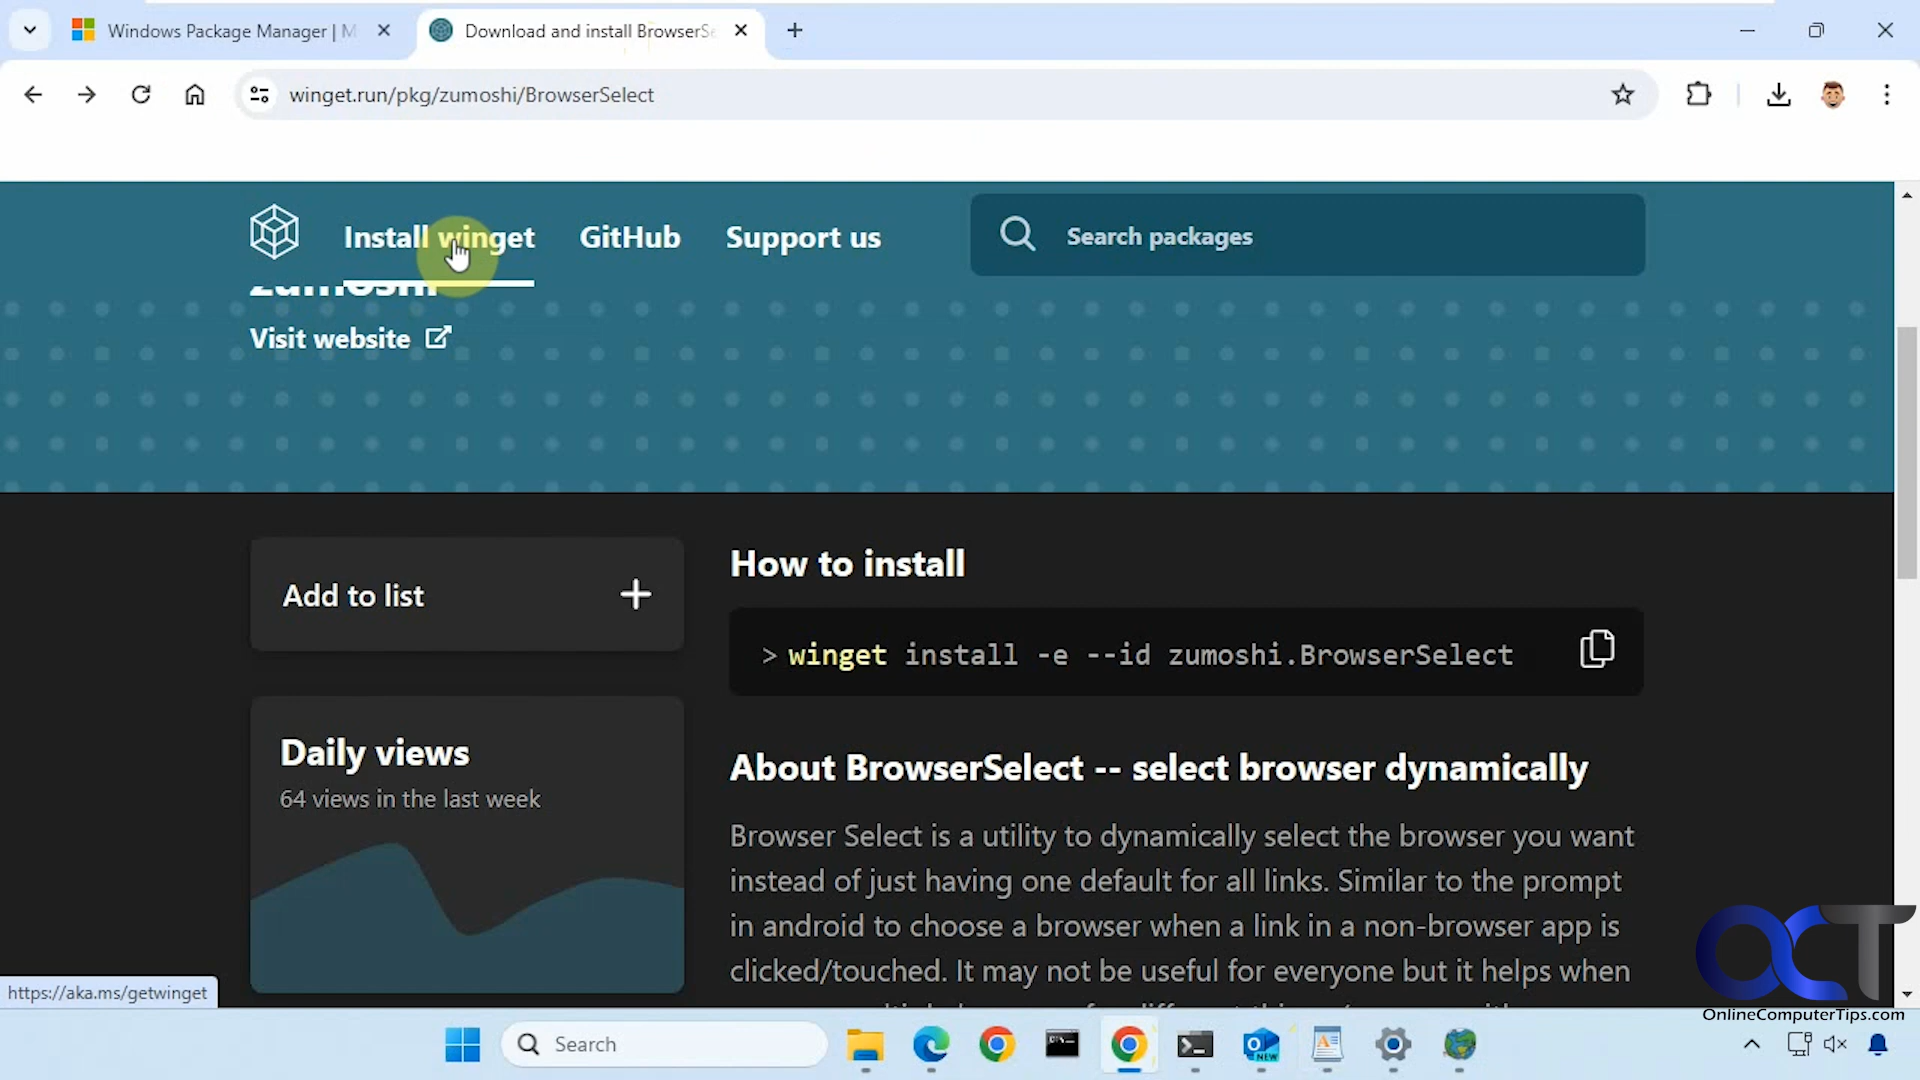 Windows Package Manager | M
Download and install BrowserSe
winget.run/pkg/zumoshi/BrowserSelect
Install winget
GitHub
Support us
Search packages
zumoshi
Visit website
Add to list
How to install
> winget install -e --id zumoshi.BrowserSelect
Daily views
64 views in the last week
About BrowserSelect -- select browser dynamically
Browser Select is a utility to dynamically select the browser you want
instead of just having one default for all links. Similar to the prompt
in android to choose a browser when a link in a non-browser app is
clicked/touched. It may not be useful for everyone but it helps when
https://aka.ms/getwinget
OCT
OnlineComputerTips.com
Search
NEW